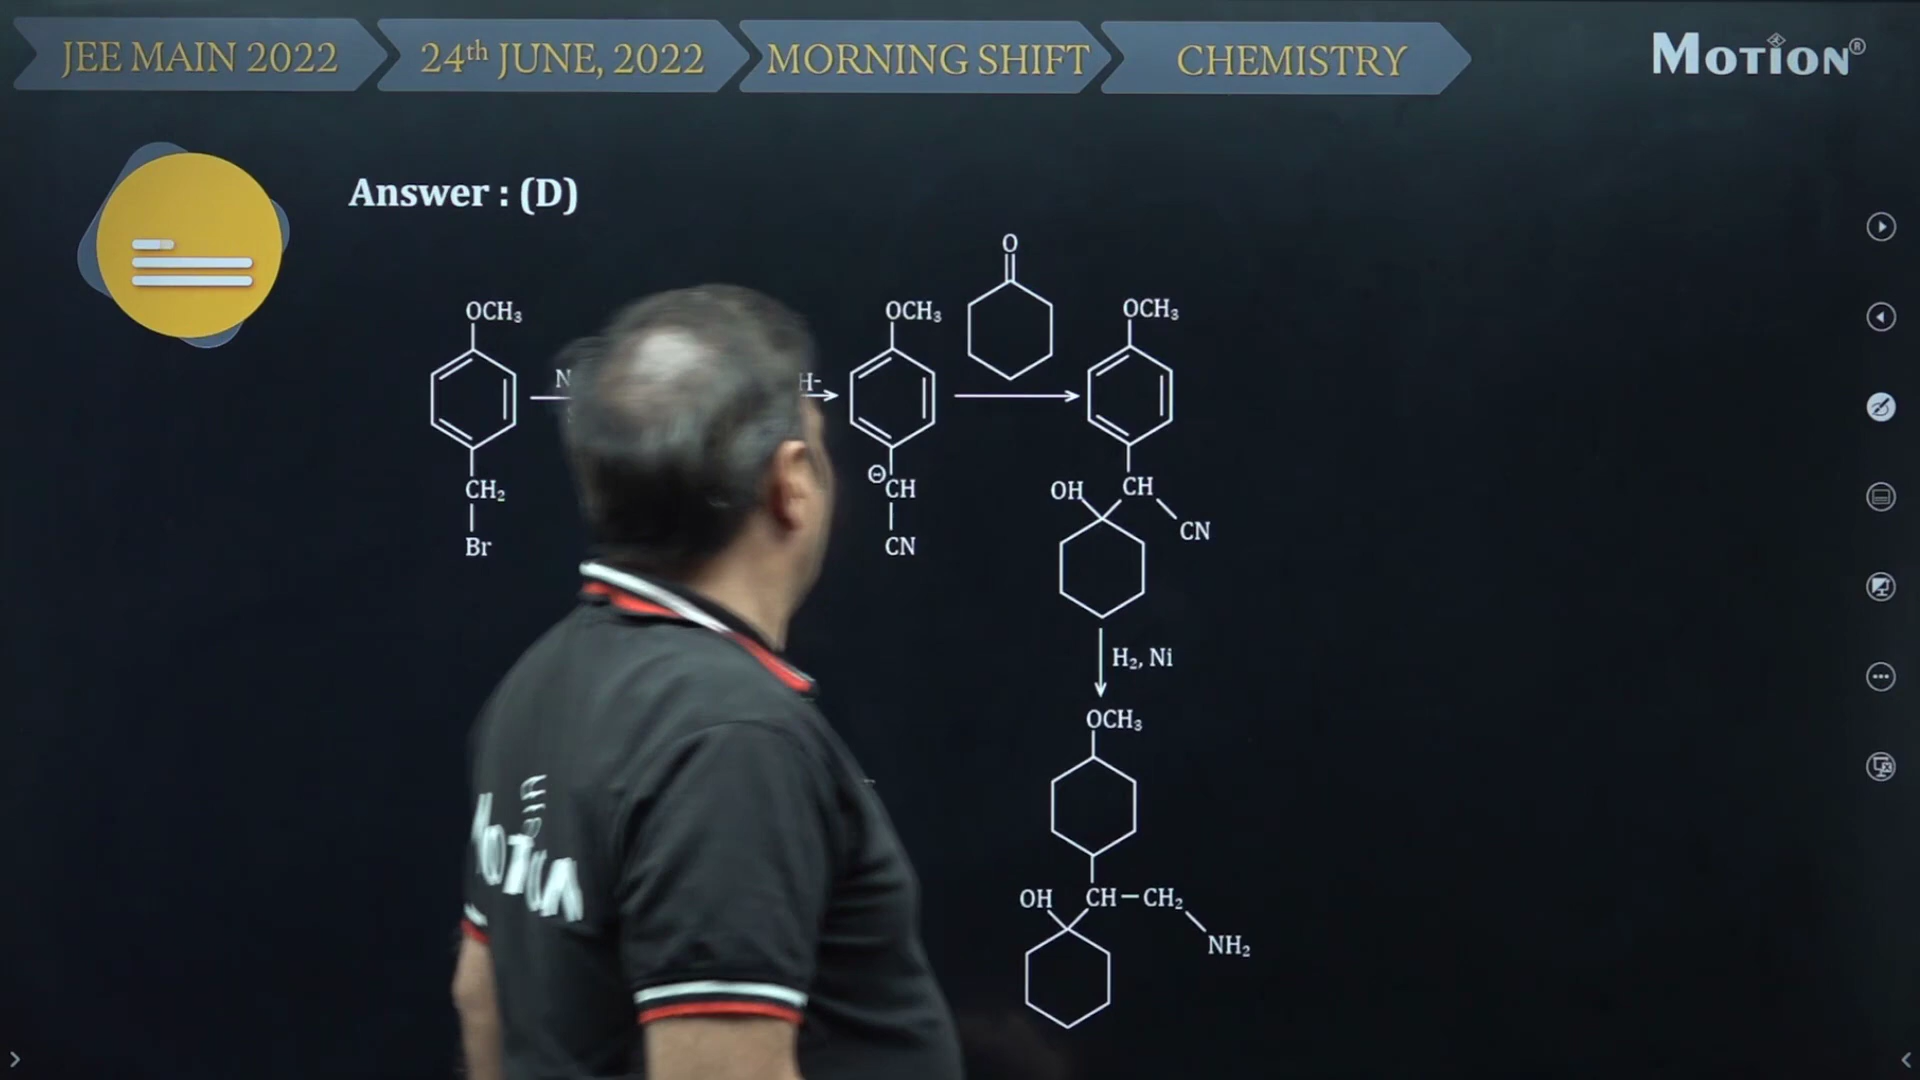 JEE MAIN 2022
24th JUNE, 2022
MORNING SHIFT
CHEMISTRY
MOTION®
Answer : (D)
O
OCH₃
OCH₃
OCH₃
N
H-
CH₂
⊖
CH
OH
CH
CN
Br
CN
H₂, Ni
OCH₃
OH
CH–CH₂
NH₂